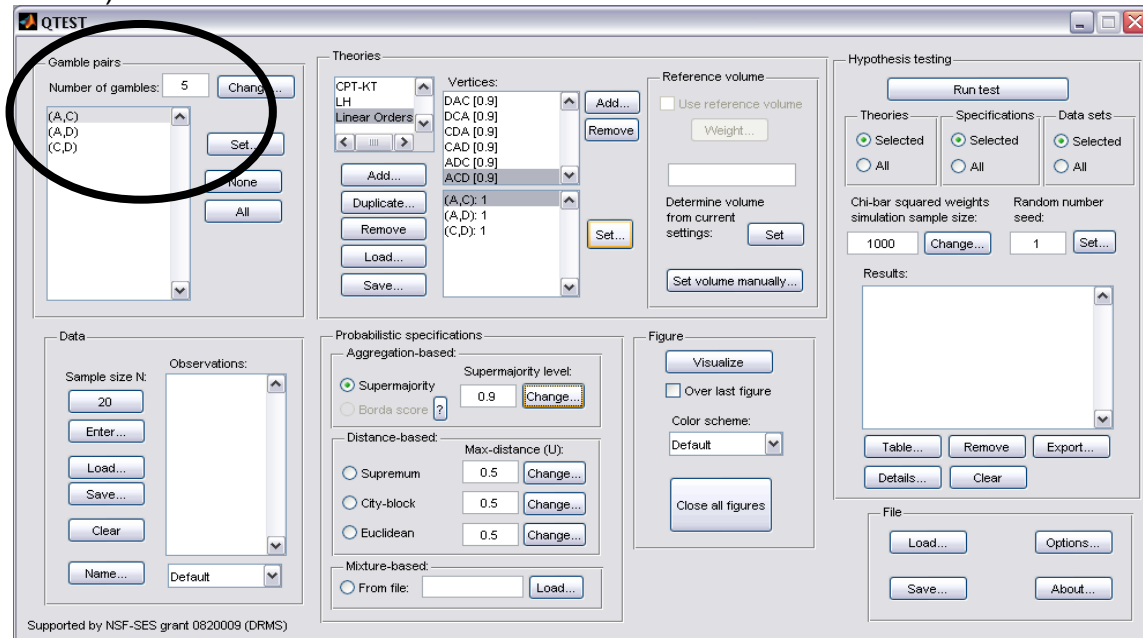 QTEST
Gamble pairs
Number of gambles: 5 Chang...
(A,C)
(A,D)
(C,D)
Set...
None
All
Theories
CPT-KT
LH
Linear Orders
Add...
Duplicate...
Remove
Load...
Save...
Vertices:
DAC [0.9]
DCA [0.9]
CDA [0.9]
CAD [0.9]
ADC [0.9]
ACD [0.9]
Add...
Remove
(A,C): 1
(A,D): 1
(C,D): 1
Set...
Reference volume
Use reference volume
Weight...
Determine volume
from current
settings: Set
Set volume manually...
Hypothesis testing
Run test
Theories
Selected
All
Specifications
Selected
All
Data sets
Selected
All
Chi-bar squared weights
simulation sample size:
1000 Change...
Random number
seed:
1 Set...
Results:
Table... Remove Export...
Details... Clear
Data
Sample size N:
20
Enter...
Load...
Save...
Clear
Name... Default
Observations:
Probabilistic specifications
Aggregation-based:
Supermajority level:
Supermajority 0.9 Change...
Borda score ?
Distance-based:
Max-distance (U):
Supremum 0.5 Change...
City-block 0.5 Change...
Euclidean 0.5 Change...
Mixture-based:
From file: Load...
Figure
Visualize
Over last figure
Color scheme:
Default
Close all figures
File
Load... Options...
Save... About...
Supported by NSF-SES grant 0820009 (DRMS)